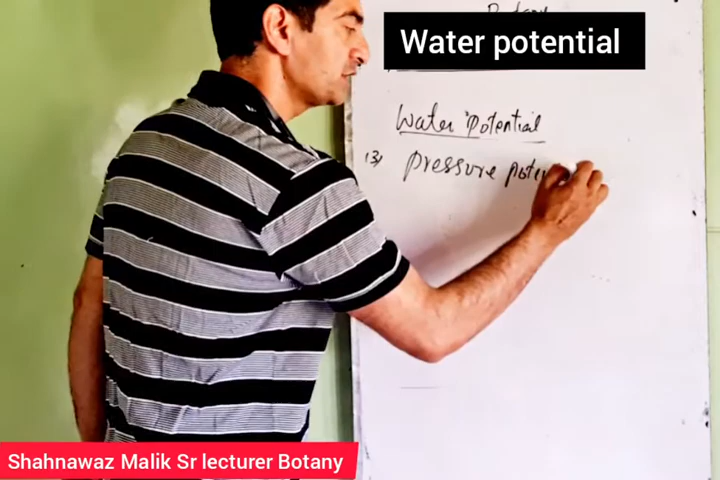 Water potential
Water Potential
(3) Pressure
Shahnawaz Malik Sr lecturer Botany